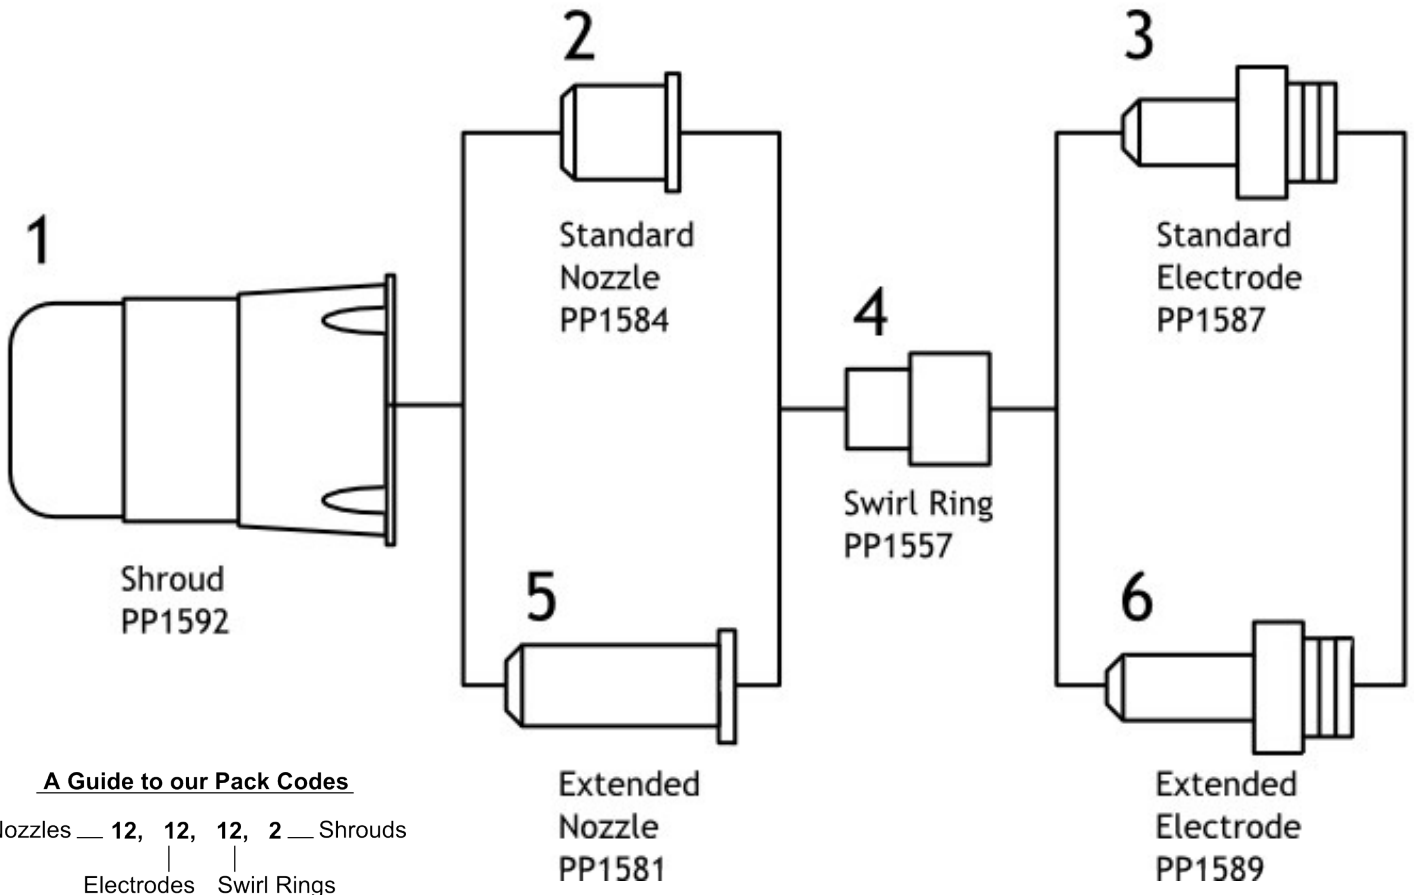 1
Shroud
PP1592
2
Standard
Nozzle
PP1584
3
Standard
Electrode
PP1587
4
Swirl Ring
PP1557
5
Extended
Nozzle
PP1581
6
Extended
Electrode
PP1589
A Guide to our Pack Codes
Nozzles 12, 12, 12, 2 Shrouds
Electrodes Swirl Rings